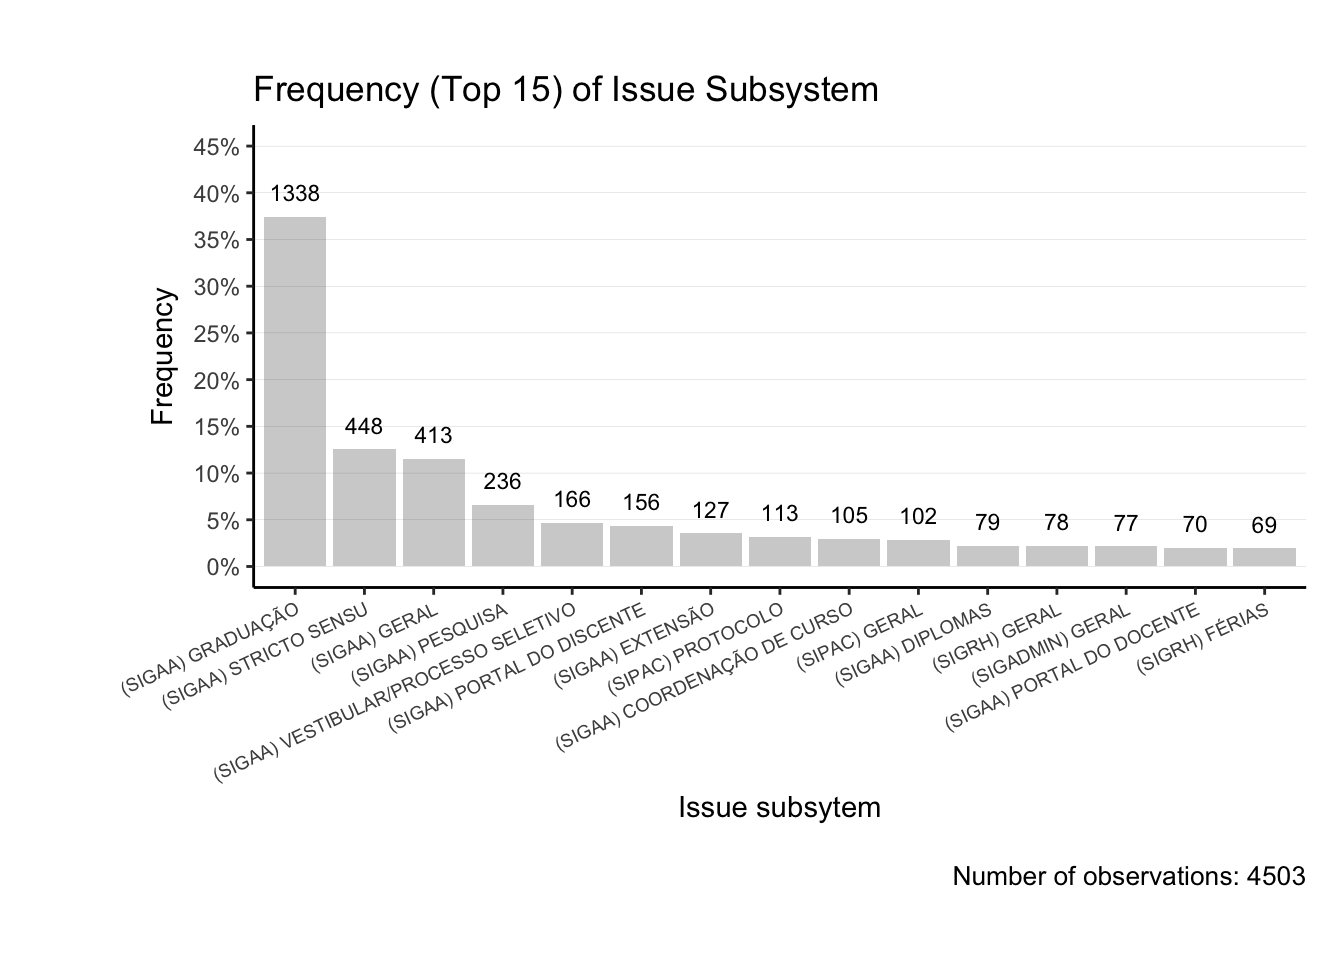 Frequency (Top 15) of Issue Subsystem
45%
40%
35%
30%
25%
20%
15%
10%
5%
0%
Frequency
1338
448
413
236
166
156
127
113
105
102
79
78
77
70
69
(SIGAA) GRADUAÇÃO
(SIGAA) STRICTO SENSU
(SIGAA) GERAL
(SIGAA) PESQUISA
(SIGAA) VESTIBULAR/PROCESSO SELETIVO
(SIGAA) PORTAL DO DISCENTE
(SIGAA) EXTENSÃO
(SIPAC) PROTOCOLO
(SIGAA) COORDENAÇÃO DE CURSO
(SIPAC) GERAL
(SIGAA) DIPLOMAS
(SIGRH) GERAL
(SIGADMIN) GERAL
(SIGAA) PORTAL DO DOCENTE
(SIGRH) FÉRIAS
Issue subsytem
Number of observations: 4503